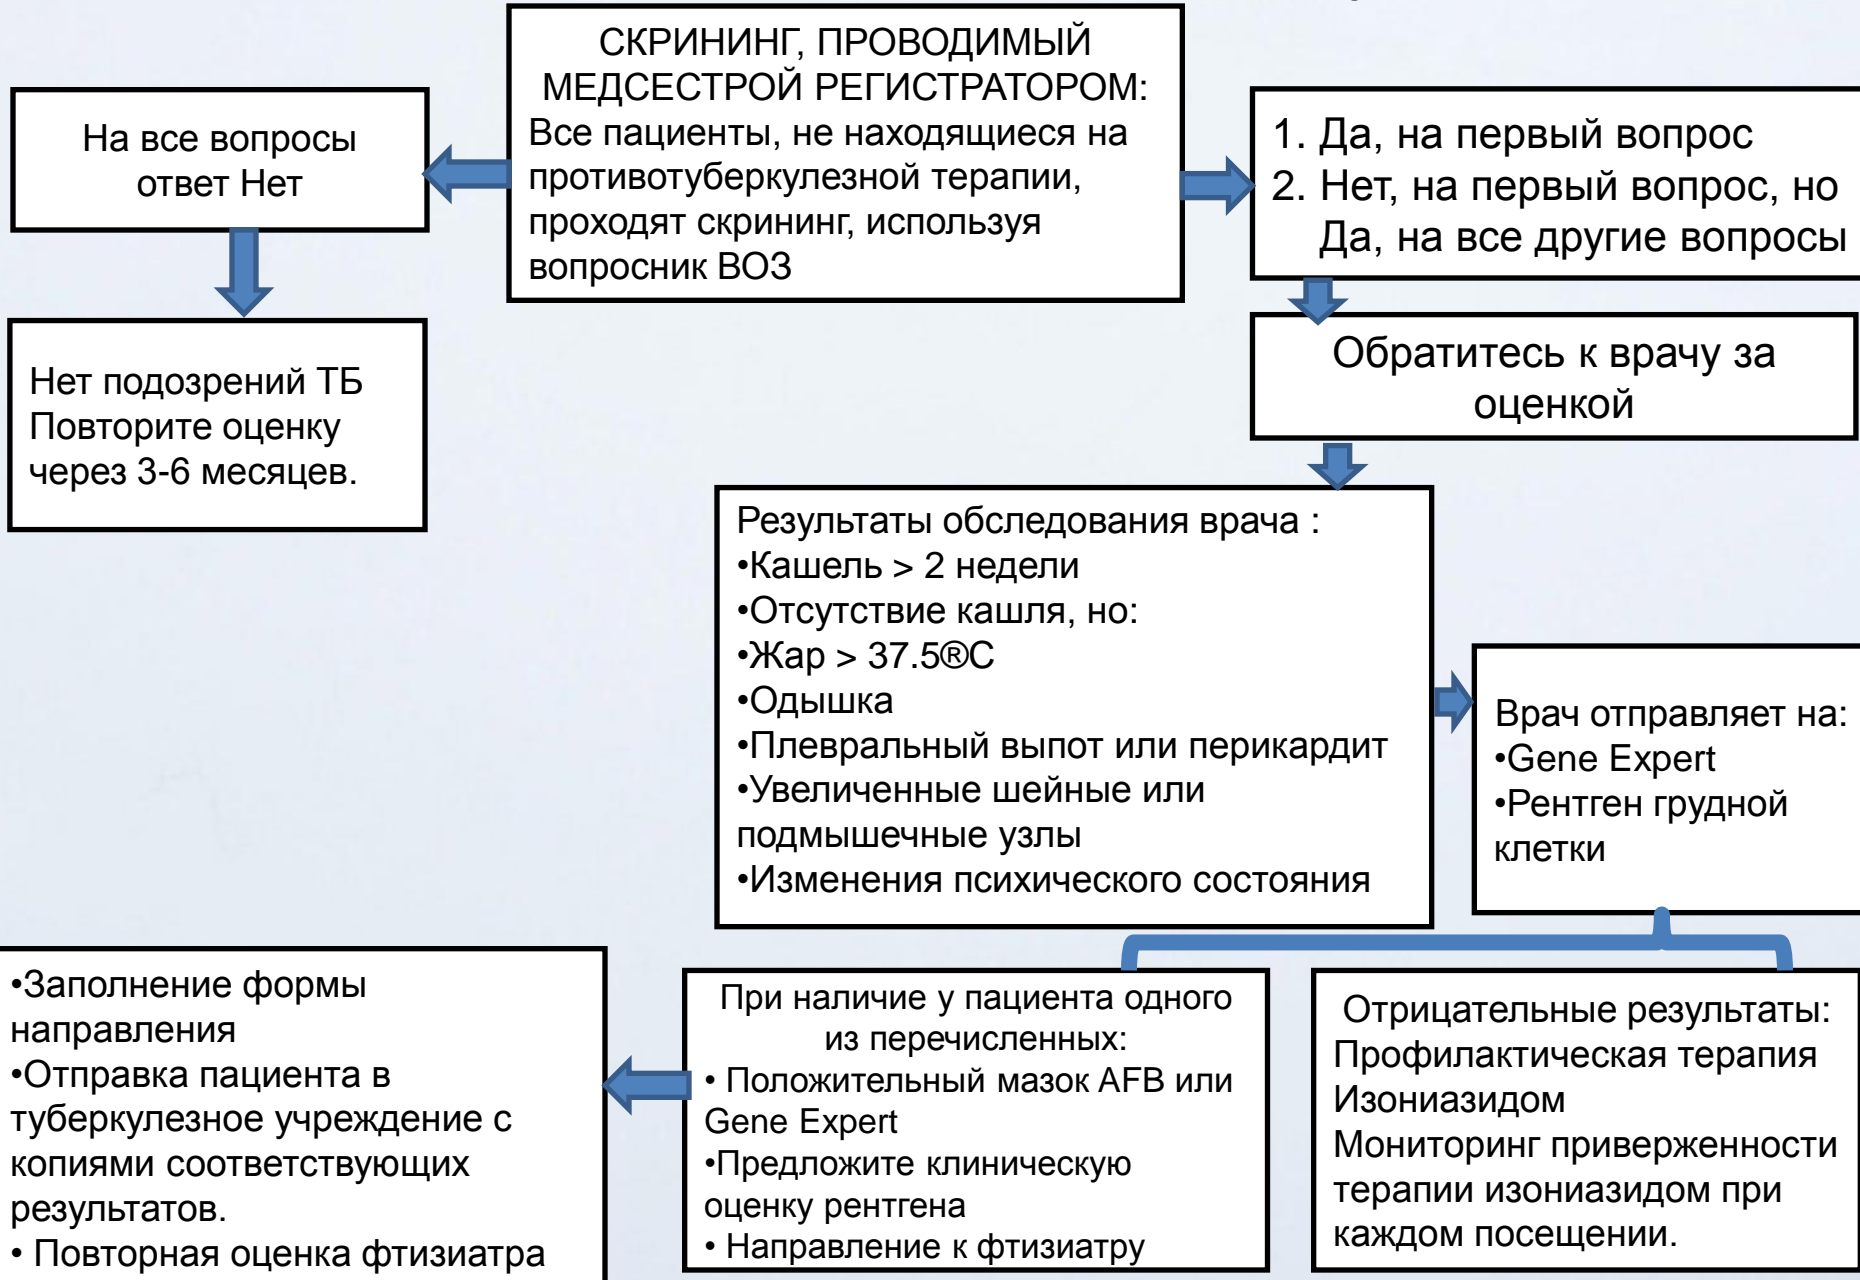 СКРИНИНГ, ПРОВОДИМЫЙ
МЕДСЕСТРОЙ РЕГИСТРАТОРОМ:
Все пациенты, не находящиеся на
противотуберкулезной терапии,
проходят скрининг, используя
вопросник ВОЗ
На все вопросы
ответ Нет
1. Да, на первый вопрос
2. Нет, на первый вопрос, но
Да, на все другие вопросы
Нет подозрений ТБ
Повторите оценку
через 3-6 месяцев.
Обратитесь к врачу за
оценкой
Результаты обследования врача :
•Кашель > 2 недели
•Отсутствие кашля, но:
•Жар > 37.5®C
•Одышка
•Плевральный выпот или перикардит
•Увеличенные шейные или
подмышечные узлы
•Изменения психического состояния
Врач отправляет на:
•Gene Expert
•Рентген грудной
клетки
•Заполнение формы
направления
•Отправка пациента в
туберкулезное учреждение с
копиями соответствующих
результатов.
• Повторная оценка фтизиатра
При наличие у пациента одного
из перечисленных:
• Положительный мазок AFB или
Gene Expert
•Предложите клиническую
оценку рентгена
• Направление к фтизиатру
Отрицательные результаты:
Профилактическая терапия
Изониазидом
Мониторинг приверженности
терапии изониазидом при
каждом посещении.